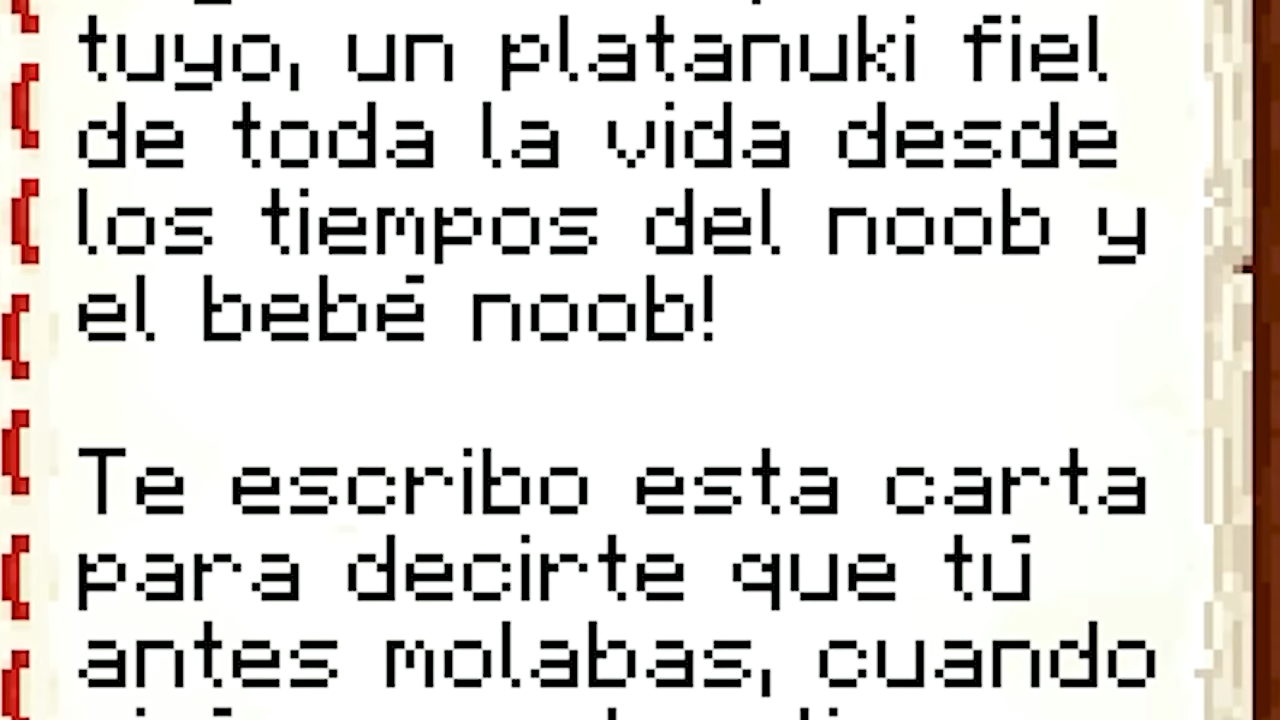 tuyo, un platanuki fiel
de toda la vida desde
los tiempos del noob y
el bebé noob!
Te escribo esta carta
para decirte que tú
antes molabas, cuando